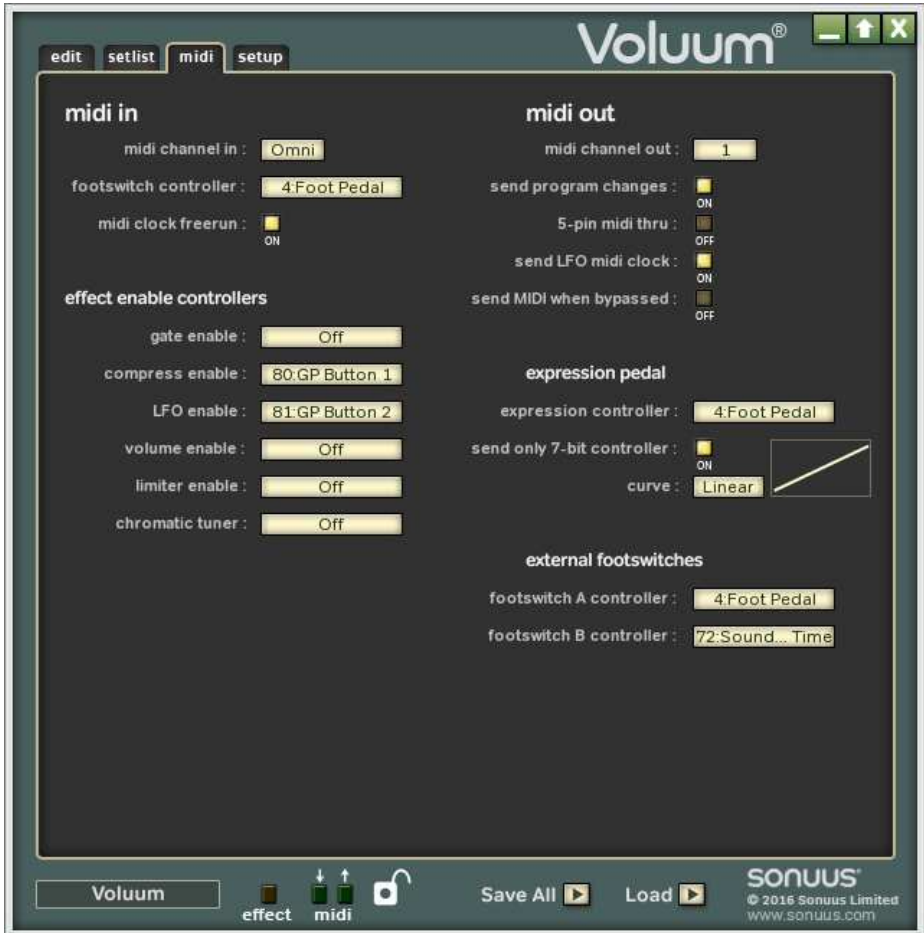 Voluum®
edit setlist midi setup
midi in
midi channel in : Omni
footswitch controller : 4:Foot Pedal
midi clock freerun :
ON
effect enable controllers
gate enable : Off
compress enable : 80:GP Button 1
LFO enable : 81:GP Button 2
volume enable : Off
limiter enable : Off
chromatic tuner : Off
midi out
midi channel out : 1
send program changes :
ON
5-pin midi thru :
OFF
send LFO midi clock :
ON
send MIDI when bypassed :
OFF
expression pedal
expression controller : 4:Foot Pedal
send only 7-bit controller :
ON
curve : Linear
external footswitches
footswitch A controller : 4:Foot Pedal
footswitch B controller : 72:Sound... Time
Voluum
effect midi
Save All Load
sonuus®
© 2016 Sonuus Limited
www.sonuus.com